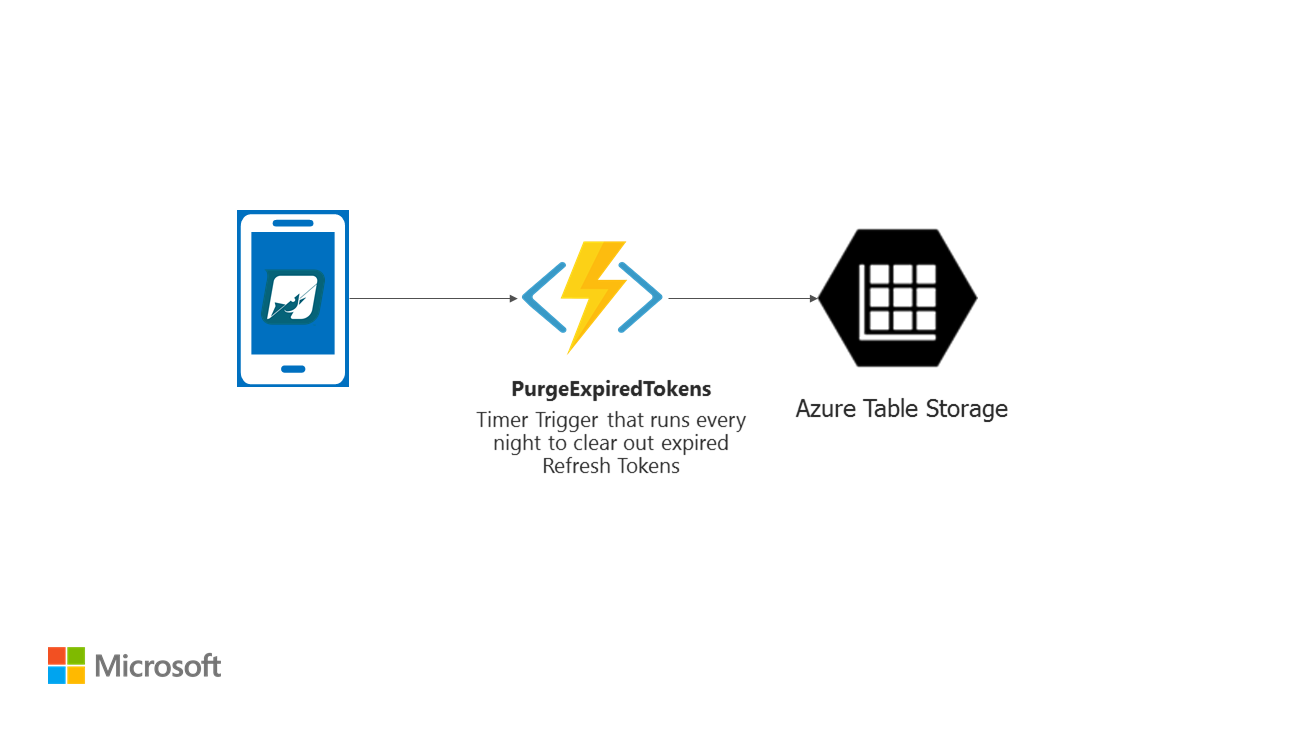 PurgeExpiredTokens
Timer Trigger that runs every
night to clear out expired
Refresh Tokens
Azure Table Storage
Microsoft